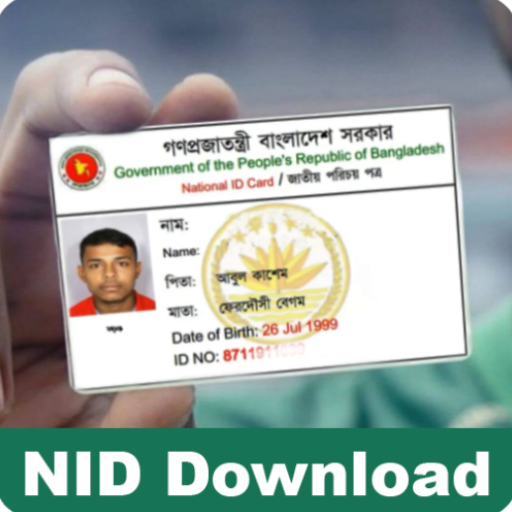 গণপ্রজাতন্ত্রী বাংলাদেশ সরকার
Government of the People's Republic of Bangladesh
National ID Card / জাতীয় পরিচয় পত্র
নাম:
Name:
পিতা: আবুল কাশেম
মাতা: ফেরদৌসী বেগম
Date of Birth: 26 Jul 1999
ID NO:
NID Download